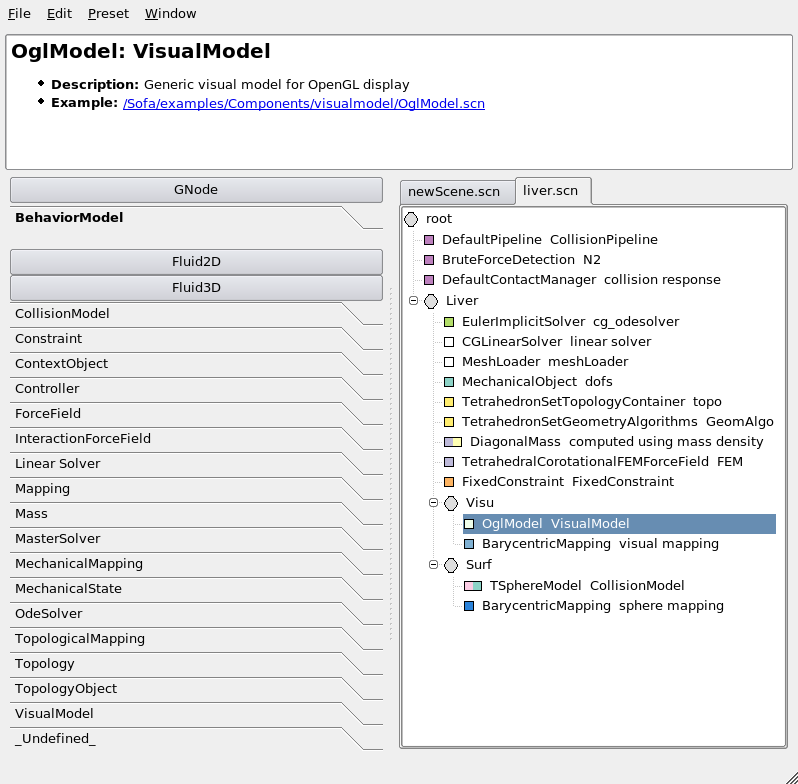 File Edit Preset Window
OglModel: VisualModel
Description: Generic visual model for OpenGL display
Example: /Sofa/examples/Components/visualmodel/OglModel.scn
GNode
BehaviorModel
Fluid2D
Fluid3D
CollisionModel
Constraint
ContextObject
Controller
ForceField
InteractionForceField
Linear Solver
Mapping
Mass
MasterSolver
MechanicalMapping
MechanicalState
OdeSolver
TopologicalMapping
Topology
TopologyObject
VisualModel
_Undefined_
newScene.scn liver.scn
root
DefaultPipeline CollisionPipeline
BruteForceDetection N2
DefaultContactManager collision response
Liver
EulerImplicitSolver cg_odesolver
CGLinearSolver linear solver
MeshLoader meshLoader
MechanicalObject dofs
TetrahedronSetTopologyContainer topo
TetrahedronSetGeometryAlgorithms GeomAlgo
DiagonalMass computed using mass density
TetrahedralCorotationalFEMForceField FEM
FixedConstraint FixedConstraint
Visu
OglModel VisualModel
BarycentricMapping visual mapping
Surf
TSphereModel CollisionModel
BarycentricMapping sphere mapping